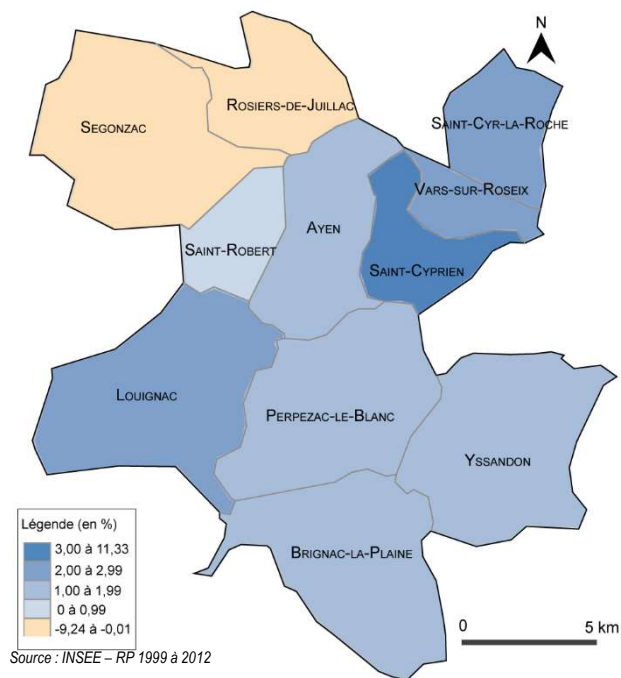 N
SEGONZAC
ROSIERS-DE-JUILLAC
SAINT-CYR-LA-ROCHE
VARS-SUR-ROSEIX
AYEN
SAINT-ROBERT
SAINT-CYPRIEN
LOUIGNAC
PERPEZAC-LE-BLANC
YSSANDON
BRIGNAC-LA-PLAINE
Légende (en %)
3,00 à 11,33
2,00 à 2,99
1,00 à 1,99
0 à 0,99
-9,24 à -0,01
0 5 km
Source : INSEE – RP 1999 à 2012